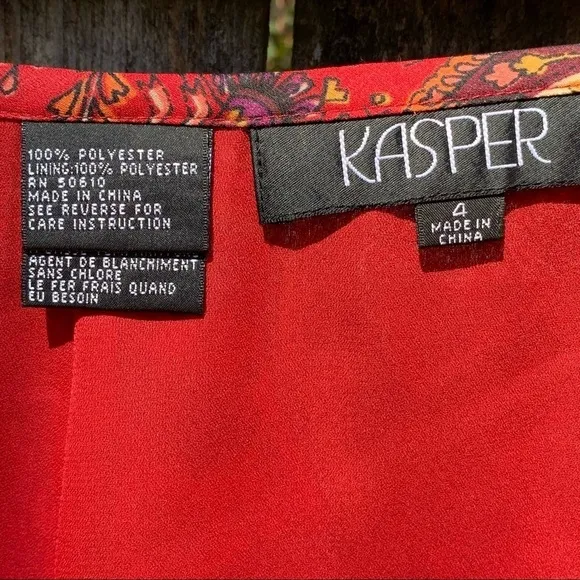 100% POLYESTER
LINING:100% POLYESTER
RN 50610
MADE IN CHINA
SEE REVERSE FOR
CARE INSTRUCTION
AGENT DE BLANCHIMENT
SANS CHLORE
LE FER FRAIS QUAND
EU BESOIN
KASPER
4
MADE IN
CHINA